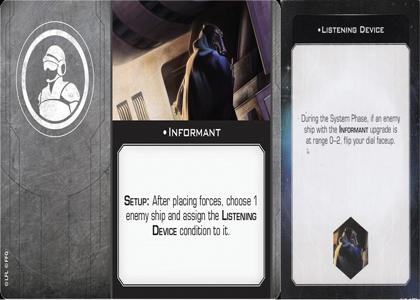 •INFORMANT
SETUP: After placing forces, choose 1
enemy ship and assign the LISTENING
DEVICE condition to it.
©LFL ©FFG
•LISTENING DEVICE
During the System Phase, if an enemy
ship with the INFORMANT upgrade is
at range 0–2, flip your dial faceup.